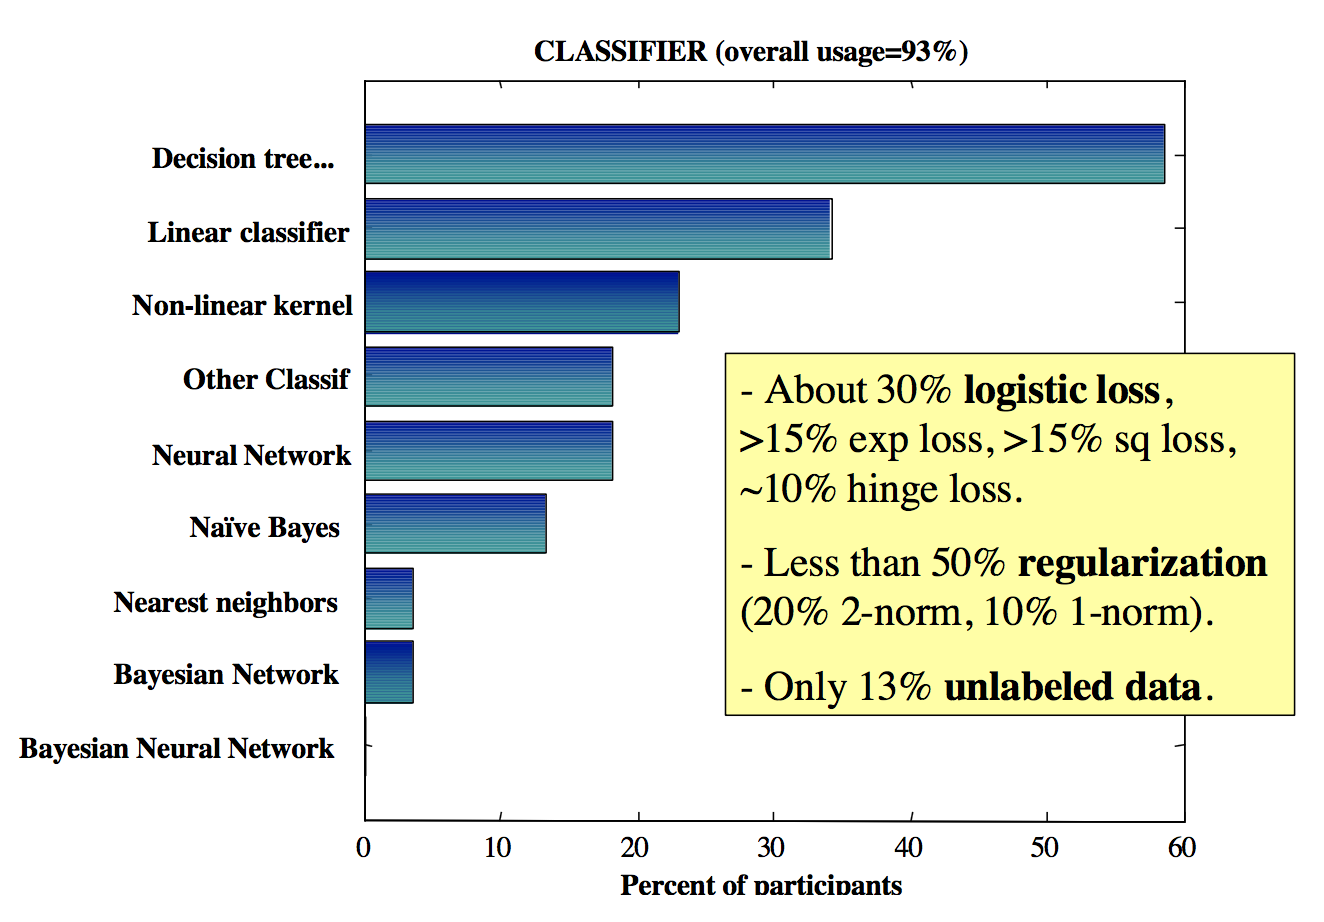 CLASSIFIER (overall usage=93%)
Decision tree...
Linear classifier
Non-linear kernel
Other Classif
Neural Network
Naïve Bayes
Nearest neighbors
Bayesian Network
Bayesian Neural Network
- About 30% logistic loss,
>15% exp loss, >15% sq loss,
~10% hinge loss.
- Less than 50% regularization
(20% 2-norm, 10% 1-norm).
- Only 13% unlabeled data.
0 10 20 30 40 50 60
Percent of participants